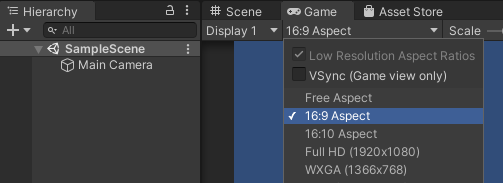 Hierarchy
All
SampleScene
Main Camera
Scene
Game
Asset Store
Display 1
16:9 Aspect
Scale
Low Resolution Aspect Ratios
VSync (Game view only)
Free Aspect
16:9 Aspect
16:10 Aspect
Full HD (1920x1080)
WXGA (1366x768)